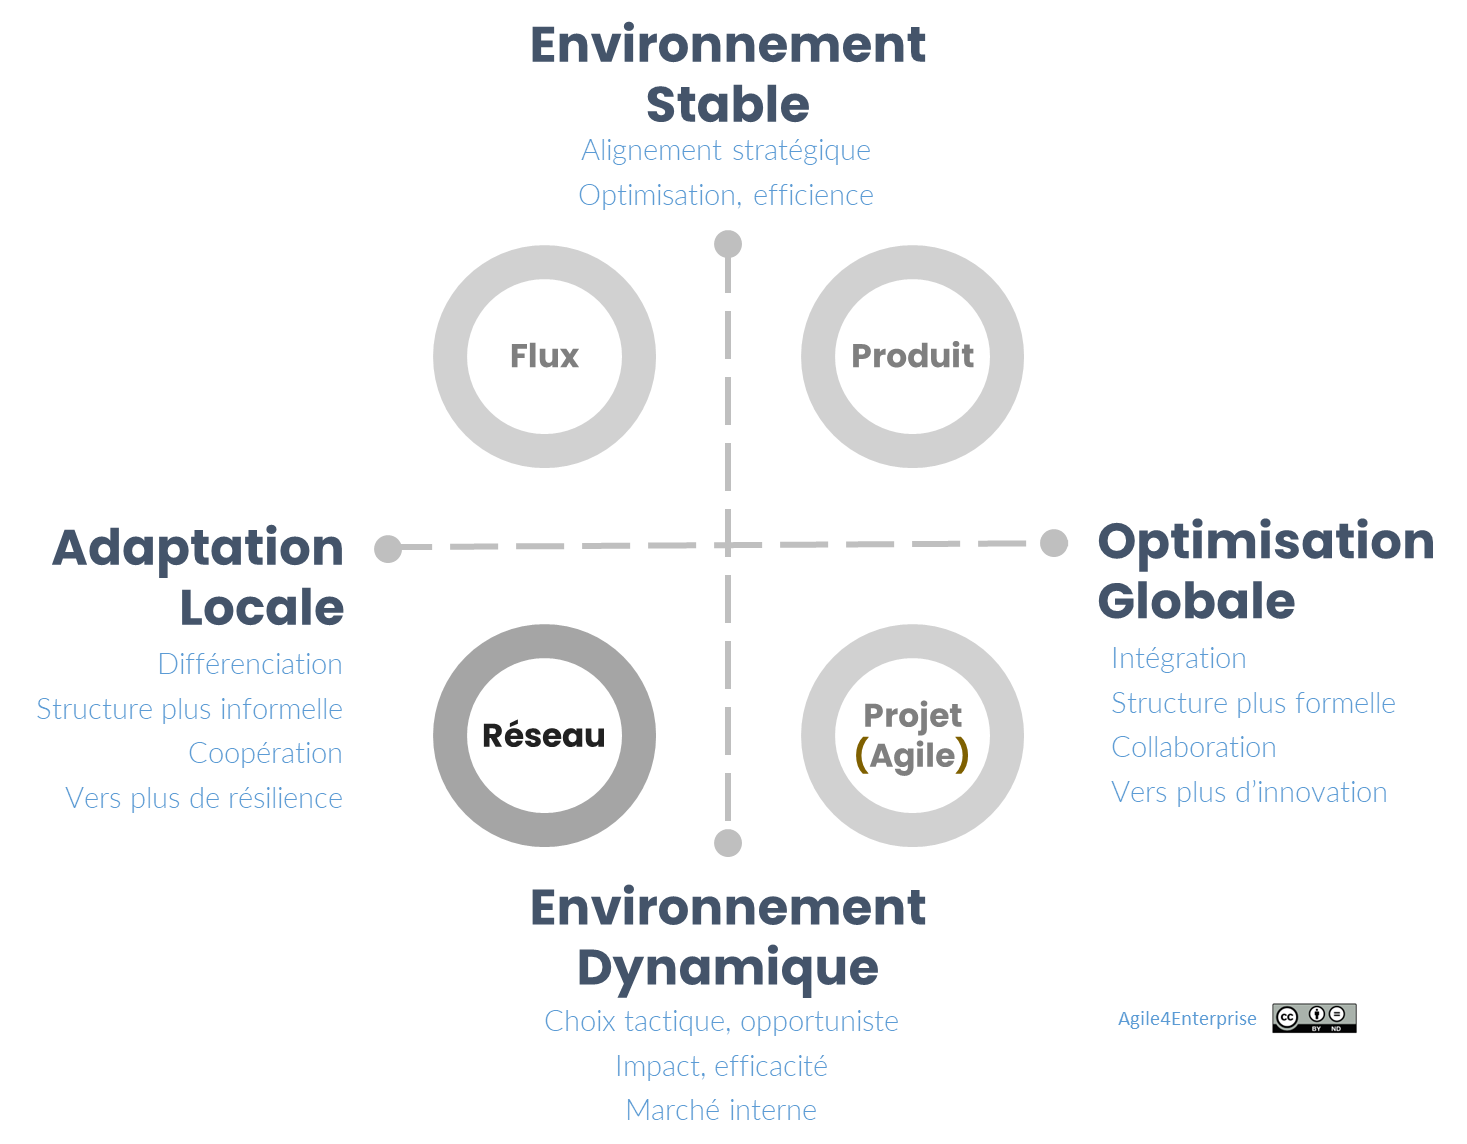 Environnement
Stable
Alignement stratégique
Optimisation, efficience
Flux
Produit
Adaptation
Locale
Différenciation
Structure plus informelle
Coopération
Vers plus de résilience
Optimisation
Globale
Intégration
Structure plus formelle
Collaboration
Vers plus d’innovation
Réseau
Projet
(Agile)
Environnement
Dynamique
Choix tactique, opportuniste
Impact, efficacité
Marché interne
Agile4Enterprise
cc
BY ND